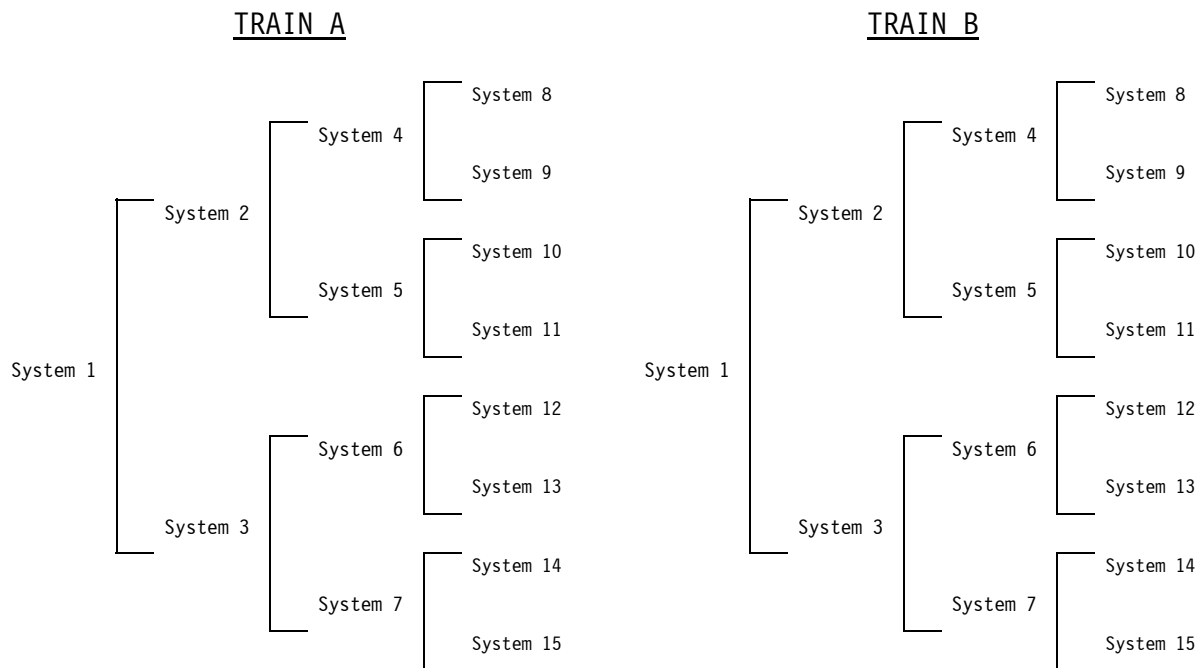 TRAIN A
TRAIN B
System 8
System 8
System 4
System 4
System 9
System 9
System 2
System 2
System 10
System 10
System 5
System 5
System 11
System 11
System 1
System 1
System 12
System 12
System 6
System 6
System 13
System 13
System 3
System 3
System 14
System 14
System 7
System 7
System 15
System 15